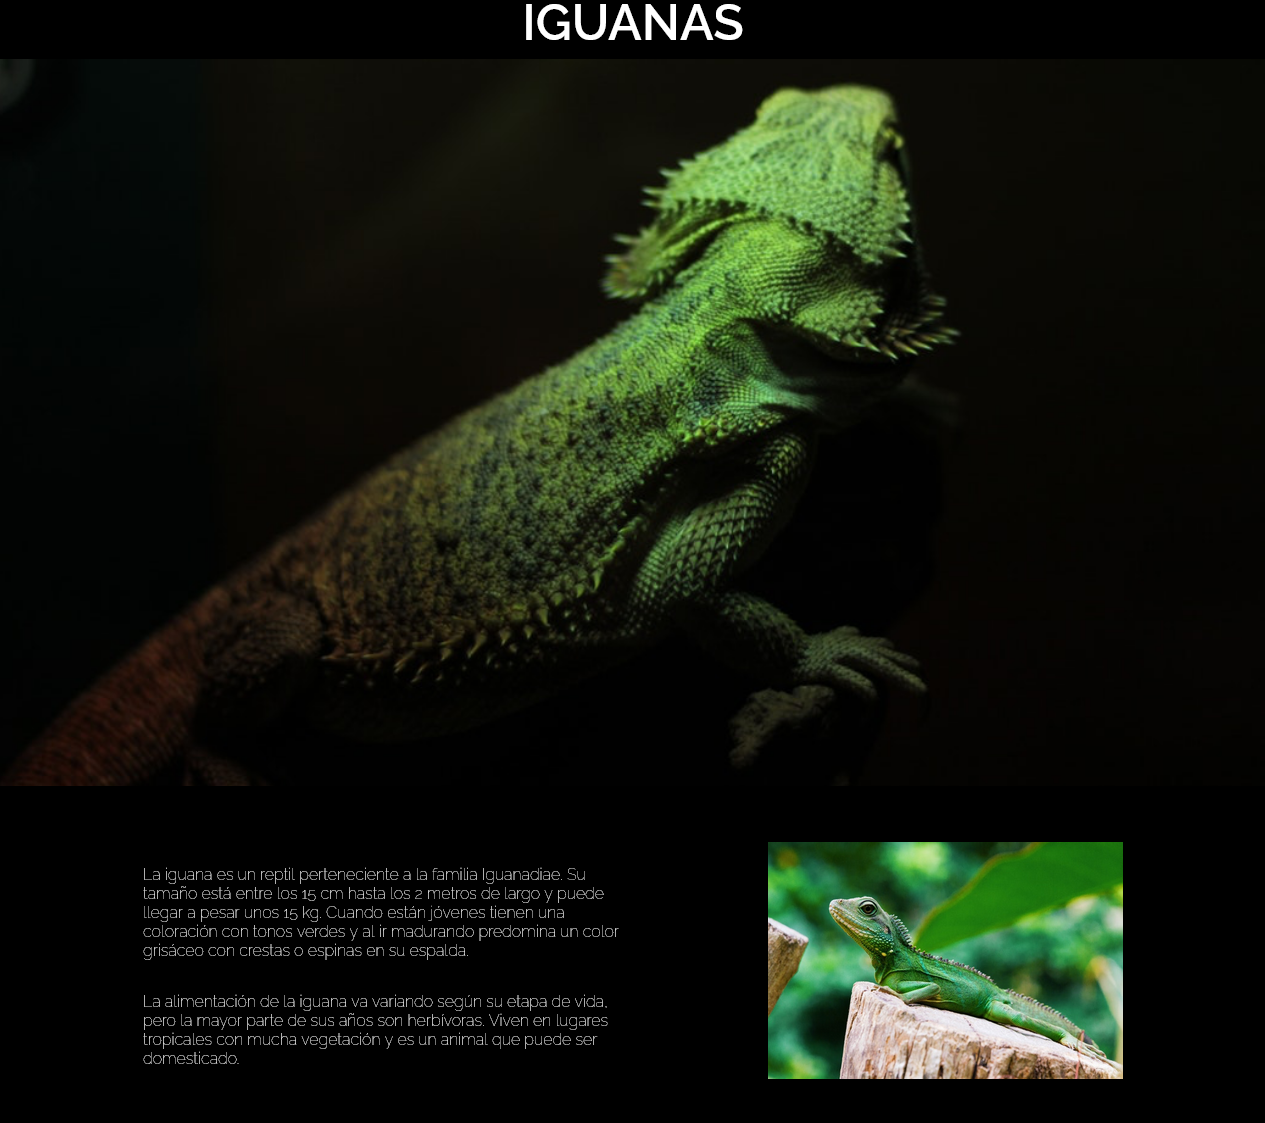 IGUANAS
La iguana es un reptil perteneciente a la familia Iguanadiae. Su
tamaño está entre los 15 cm hasta los 2 metros de largo y puede
llegar a pesar unos 15 kg. Cuando están jóvenes tienen una
coloración con tonos verdes y al ir madurando predomina un color
grisáceo con crestas o espinas en su espalda.
La alimentación de la iguana va variando según su etapa de vida,
pero la mayor parte de sus años son herbívoras. Viven en lugares
tropicales con mucha vegetación y es un animal que puede ser
domesticado.